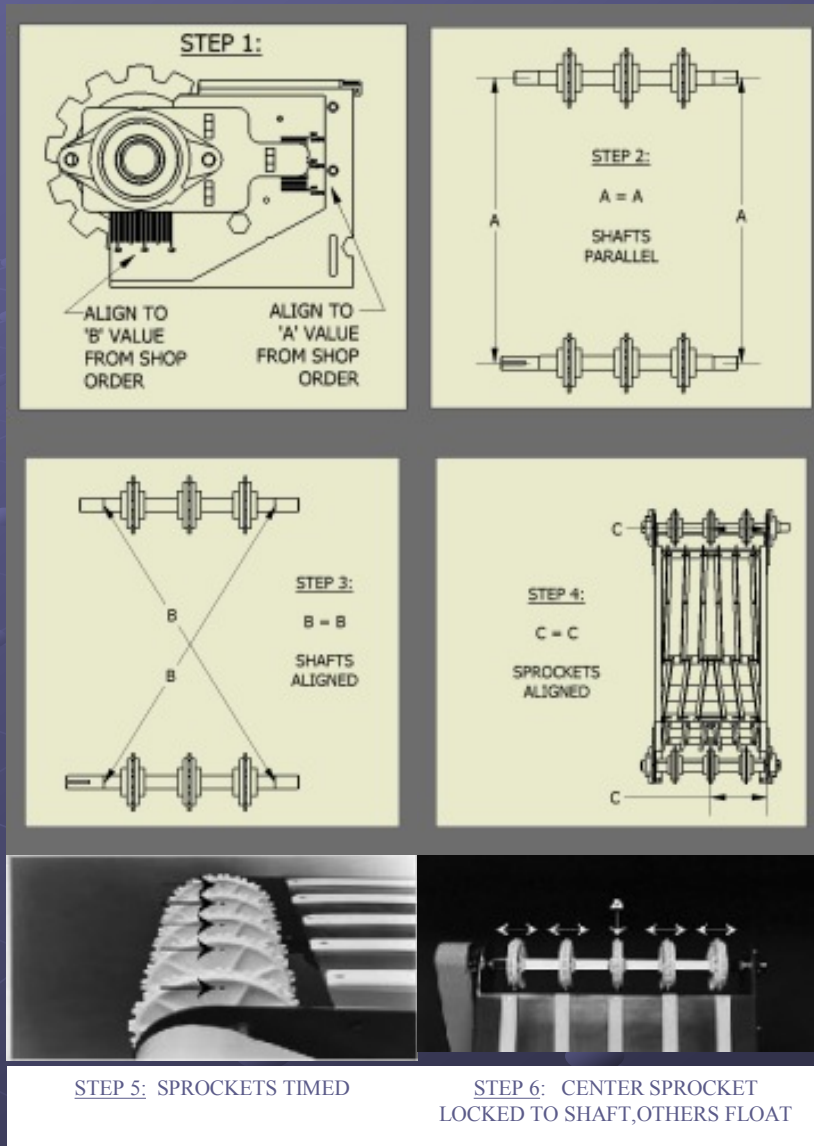 STEP 1:
ALIGN TO
'B' VALUE
FROM SHOP
ORDER
ALIGN TO
'A' VALUE
FROM SHOP
ORDER
STEP 2:
A = A
SHAFTS
PARALLEL
A
A
STEP 3:
B = B
SHAFTS
ALIGNED
B
B
STEP 4:
C = C
SPROCKETS
ALIGNED
C
C
STEP 5: SPROCKETS TIMED
STEP 6: CENTER SPROCKET
LOCKED TO SHAFT,OTHERS FLOAT